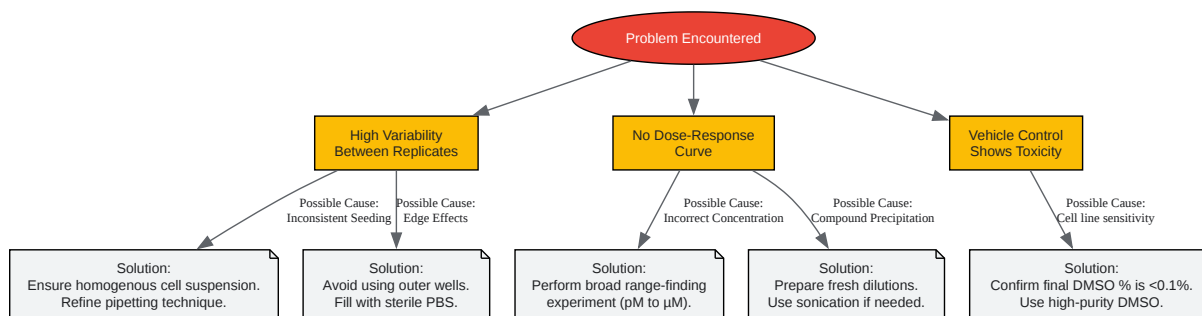 Problem Encountered
High Variability
Between Replicates
No Dose-Response
Curve
Vehicle Control
Shows Toxicity
Possible Cause:
Inconsistent Seeding
Possible Cause:
Edge Effects
Possible Cause:
Incorrect Concentration
Possible Cause:
Compound Precipitation
Possible Cause:
Cell line sensitivity
Solution:
Ensure homogenous cell suspension.
Refine pipetting technique.
Solution:
Avoid using outer wells.
Fill with sterile PBS.
Solution:
Perform broad range-finding
experiment (pM to µM).
Solution:
Prepare fresh dilutions.
Use sonication if needed.
Solution:
Confirm final DMSO % is <0.1%.
Use high-purity DMSO.